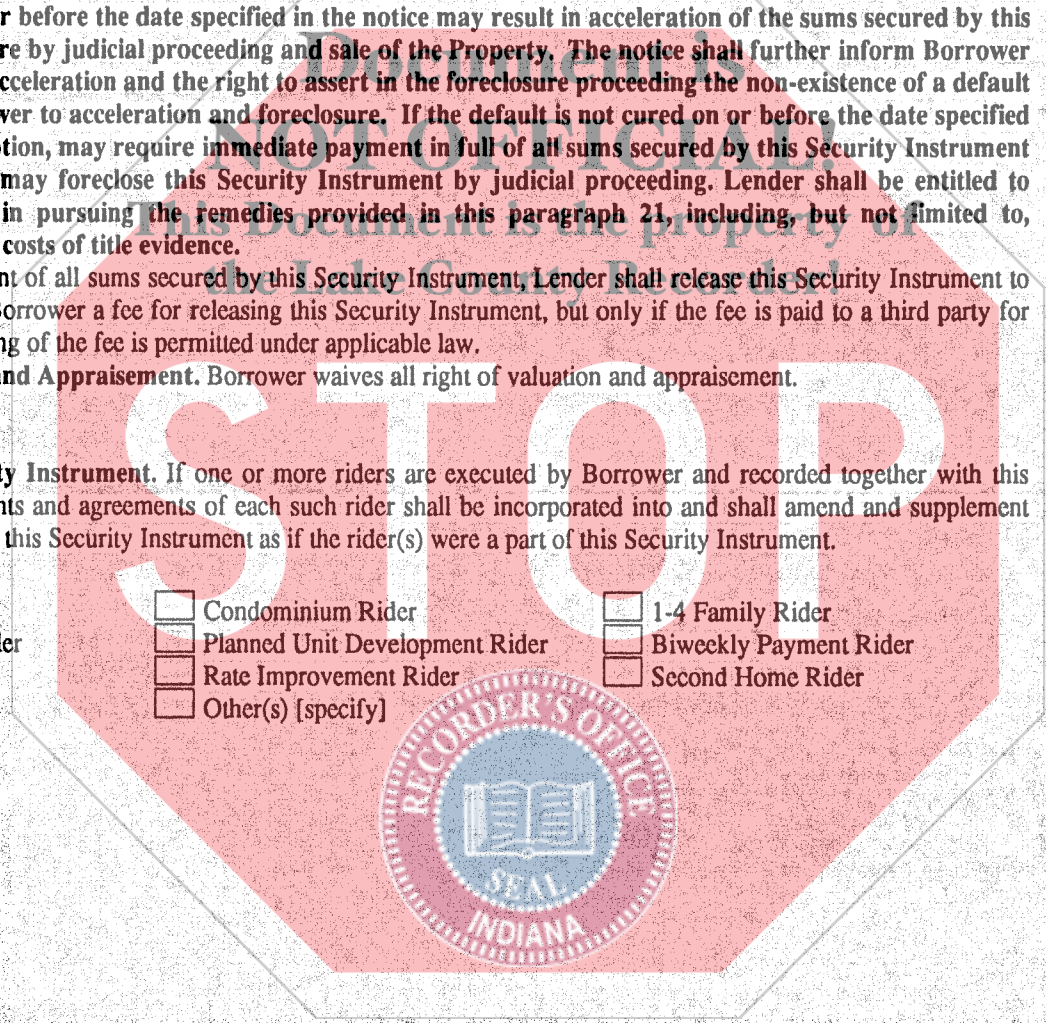 r before the date specified in the notice may result in acceleration of the sums secured by this
re by judicial proceeding and sale of the Property. The notice shall further inform Borrower
cceleration and the right to assert in the foreclosure proceeding the non-existence of a default
wer to acceleration and foreclosure. If the default is not cured on or before the date specified
tion, may require immediate payment in full of all sums secured by this Security Instrument
may foreclose this Security Instrument by judicial proceeding. Lender shall be entitled to
in pursuing the remedies provided in this paragraph 21, including, but not limited to,
costs of title evidence.
nt of all sums secured by this Security Instrument, Lender shall release this Security Instrument to
orrower a fee for releasing this Security Instrument, but only if the fee is paid to a third party for
ng of the fee is permitted under applicable law.
nd Appraisement. Borrower waives all right of valuation and appraisement.
ty Instrument. If one or more riders are executed by Borrower and recorded together with this
nts and agreements of each such rider shall be incorporated into and shall amend and supplement
this Security Instrument as if the rider(s) were a part of this Security Instrument.
Condominium Rider 1-4 Family Rider
er Planned Unit Development Rider Biweekly Payment Rider
Rate Improvement Rider Second Home Rider
Other(s) [specify]
Document is
NOT OFFICIAL!
This Document is the property of
the Lake County Recorder!
STOP
RECORDER'S OFFICE
SEAL
INDIANA